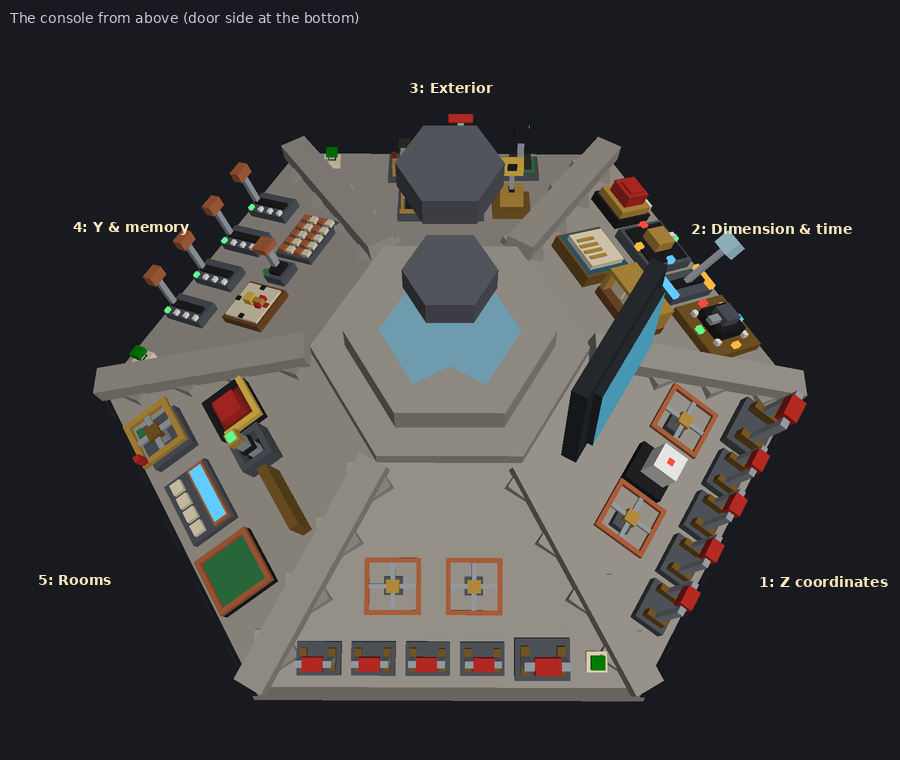 The console from above (door side at the bottom)
3: Exterior
4: Y & memory
2: Dimension & time
5: Rooms
1: Z coordinates